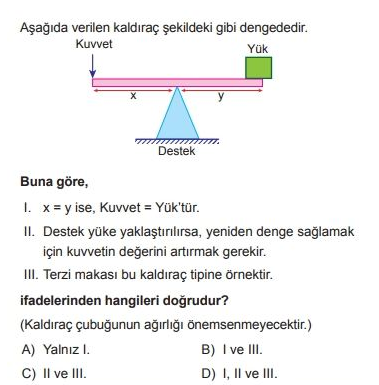 Aşağıda verilen kaldıraç şekildeki gibi dengededir.
Kuvvet
Yük
x
y
Destek
Buna göre,
I. x = y ise, Kuvvet = Yük'tür.
II. Destek yüke yaklaştırılırsa, yeniden denge sağlamak
için kuvvetin değerini artırmak gerekir.
III. Terzi makası bu kaldıraç tipine örnektir.
ifadelerinden hangileri doğrudur?
(Kaldıraç çubuğunun ağırlığı önemsenmeyecektir.)
A) Yalnız I.
B) I ve III.
C) II ve III.
D) I, II ve III.